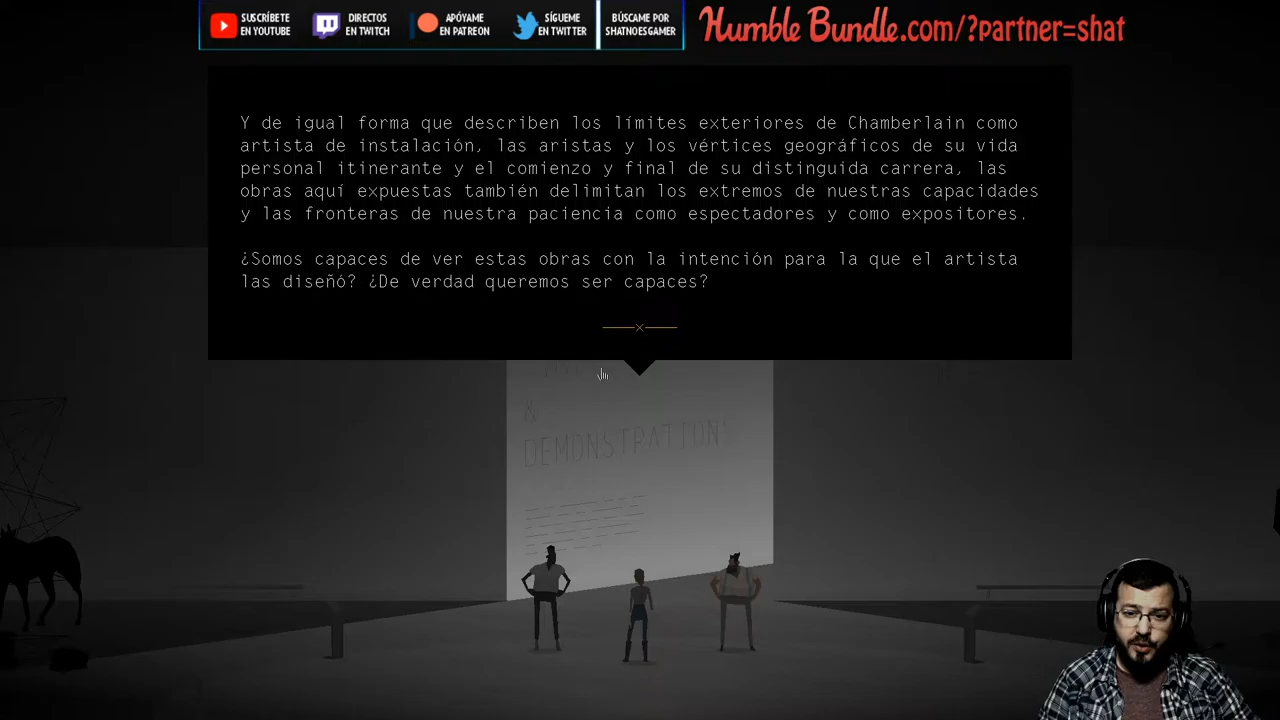 SUSCRÍBETE
EN YOUTUBE
DIRECTOS
EN TWITCH
APÓYAME
EN PATREON
SÍGUEME
EN TWITTER
BÚSCAME POR
SHATNOESGAMER
Humble Bundle.com/?partner=shat
Y de igual forma que describen los límites exteriores de Chamberlain como
artista de instalación, las aristas y los vértices geográficos de su vida
personal itinerante y el comienzo y final de su distinguida carrera, las
obras aquí expuestas también delimitan los extremos de nuestras capacidades
y las fronteras de nuestra paciencia como espectadores y como expositores.
¿Somos capaces de ver estas obras con la intención para la que el artista
las diseñó? ¿De verdad queremos ser capaces?
&
DEMONSTRATIONS